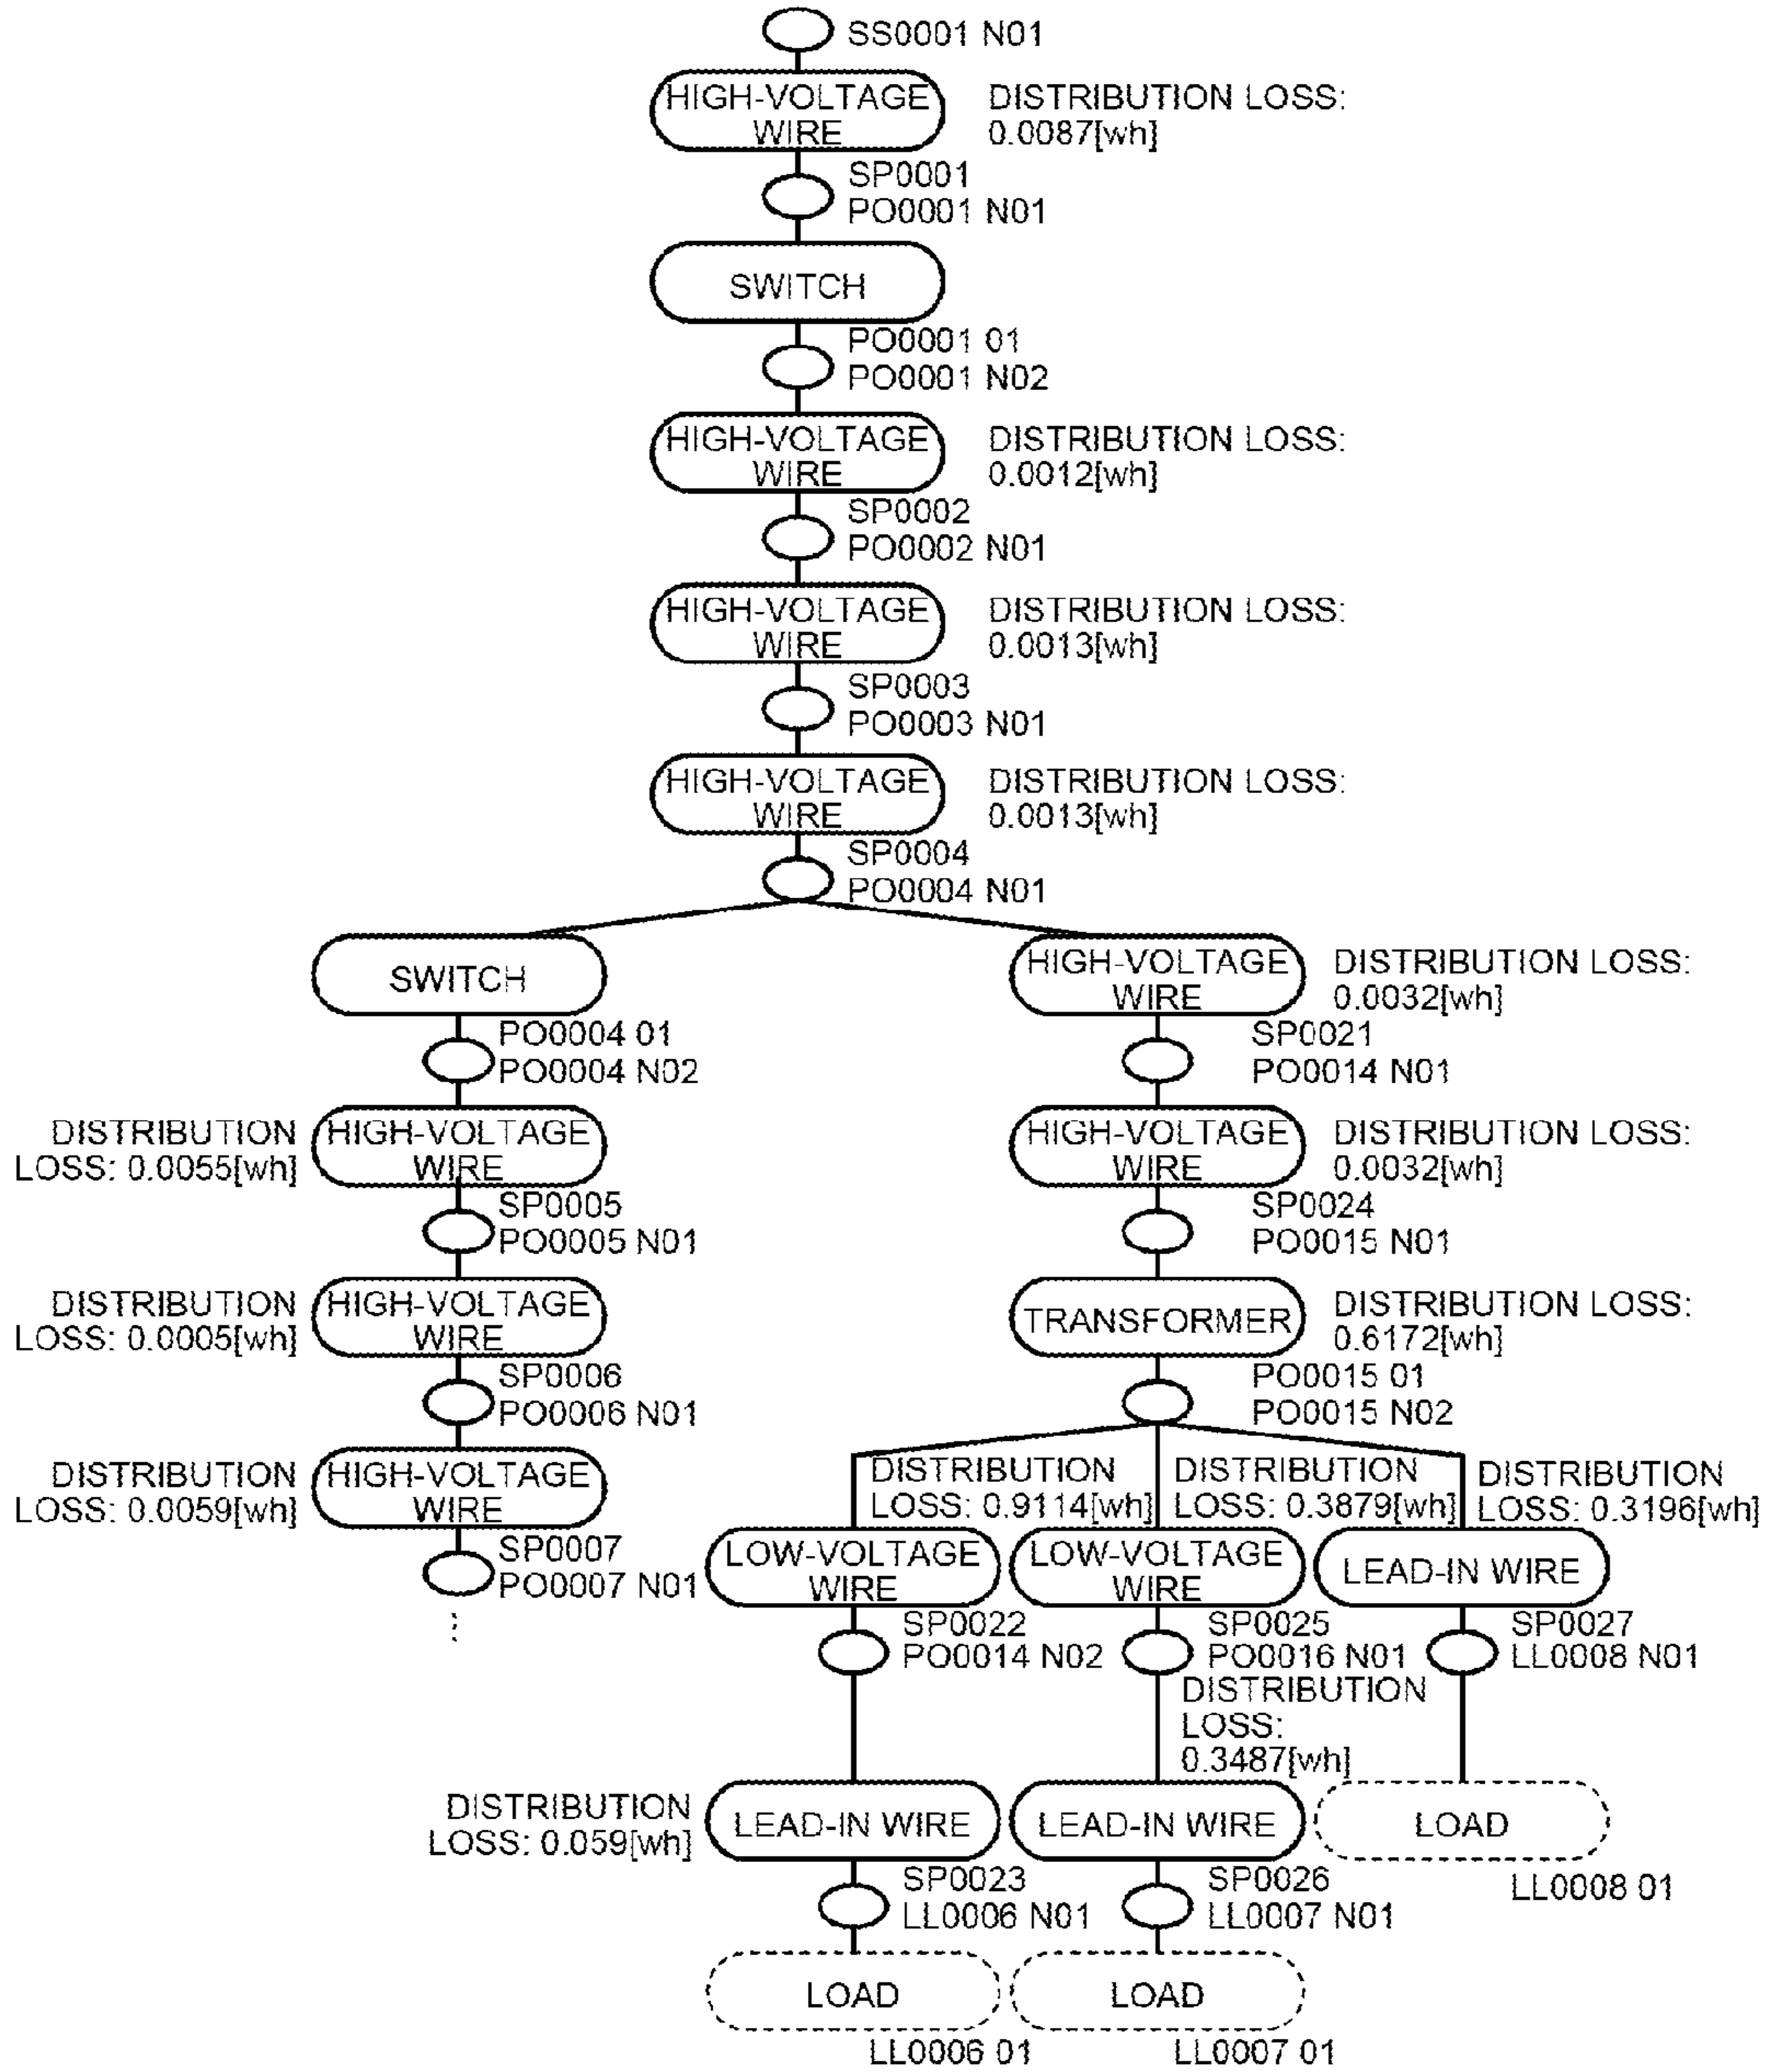 SS0001 N01
HIGH-VOLTAGE
WIRE
DISTRIBUTION LOSS:
0.0087[wh]
SP0001
PO0001 N01
SWITCH
PO0001 01
PO0001 N02
HIGH-VOLTAGE
WIRE
DISTRIBUTION LOSS:
0.0012[wh]
SP0002
PO0002 N01
HIGH-VOLTAGE
WIRE
DISTRIBUTION LOSS:
0.0013[wh]
SP0003
PO0003 N01
HIGH-VOLTAGE
WIRE
DISTRIBUTION LOSS:
0.0013[wh]
SP0004
PO0004 N01
SWITCH
PO0004 01
PO0004 N02
DISTRIBUTION
LOSS: 0.0055[wh]
HIGH-VOLTAGE
WIRE
SP0005
PO0005 N01
DISTRIBUTION
LOSS: 0.0005[wh]
HIGH-VOLTAGE
WIRE
SP0006
PO0006 N01
DISTRIBUTION
LOSS: 0.0059[wh]
HIGH-VOLTAGE
WIRE
SP0007
PO0007 N01
⋮
HIGH-VOLTAGE
WIRE
DISTRIBUTION LOSS:
0.0032[wh]
SP0021
PO0014 N01
HIGH-VOLTAGE
WIRE
DISTRIBUTION LOSS:
0.0032[wh]
SP0024
PO0015 N01
TRANSFORMER
DISTRIBUTION LOSS:
0.6172[wh]
PO0015 01
PO0015 N02
DISTRIBUTION
LOSS: 0.9114[wh]
LOW-VOLTAGE
WIRE
SP0022
PO0014 N02
DISTRIBUTION
LOSS: 0.059[wh]
LEAD-IN WIRE
SP0023
LL0006 N01
LOAD
LL0006 01
DISTRIBUTION
LOSS: 0.3879[wh]
LOW-VOLTAGE
WIRE
SP0025
PO0016 N01
DISTRIBUTION
LOSS:
0.3487[wh]
LEAD-IN WIRE
SP0026
LL0007 N01
LOAD
LL0007 01
DISTRIBUTION
LOSS: 0.3196[wh]
LEAD-IN WIRE
SP0027
LL0008 N01
LOAD
LL0008 01